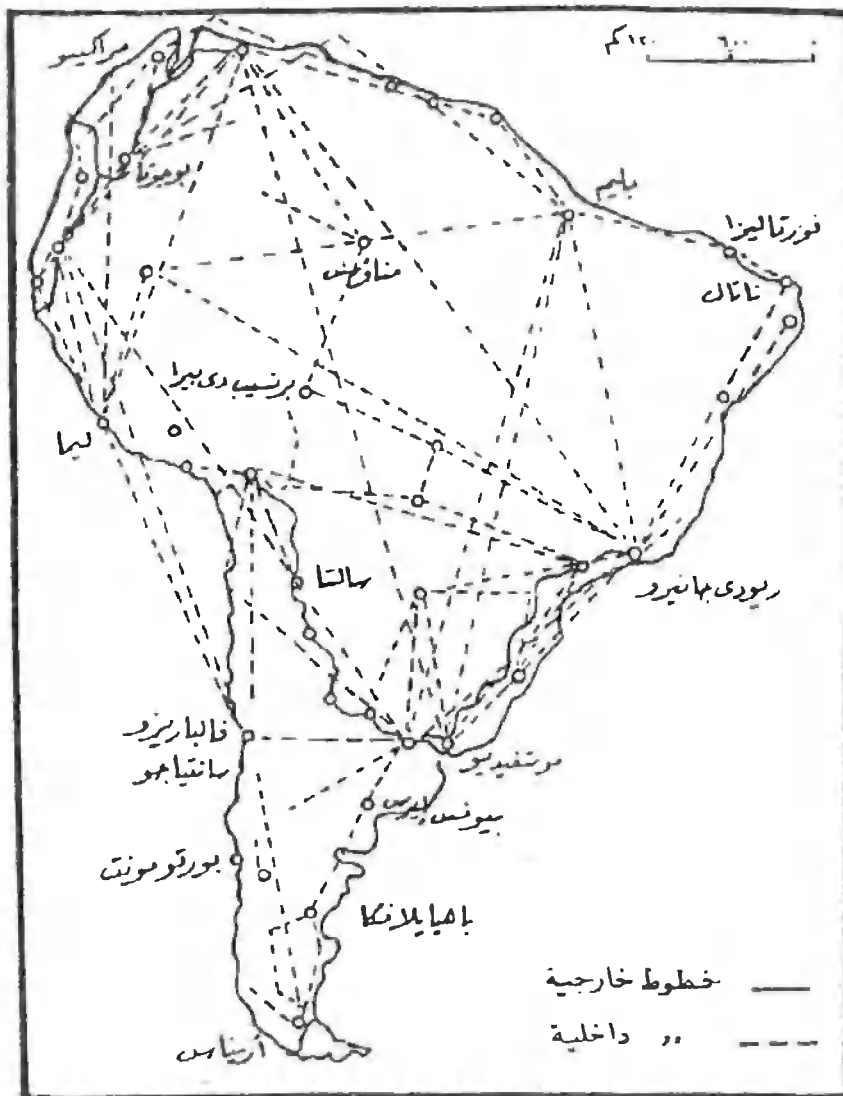 ٠ ٦٠٠ ١٢٠٠ كم
مراكيبو
بوجوتا
بليم
فورتاليزا
ناتال
مناوس
برنسيب دى بيرا
ليما
سالتا
ريودى جانيرو
فالباريزو
سانتياجو
مونتفيديو
بيونس ايرس
بورتو مونت
باهيا بلانكا
أريناس
خطوط خارجية
״ داخلية